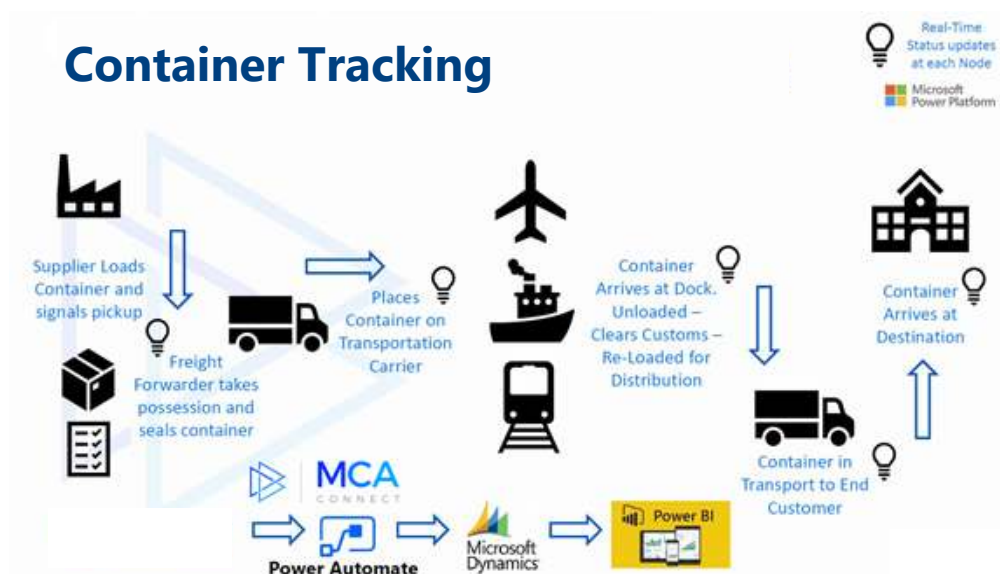 Container Tracking
Real-Time
Status updates
at each Node
Microsoft
Power Platform
Supplier Loads
Container and
signals pickup
Freight
Forwarder takes
possession and
seals container
Places
Container on
Transportation
Carrier
Container
Arrives at Dock.
Unloaded –
Clears Customs –
Re-Loaded for
Distribution
Container in
Transport to End
Customer
Container
Arrives at
Destination
MCA
CONNECT
Power Automate
Microsoft
Dynamics
Power BI